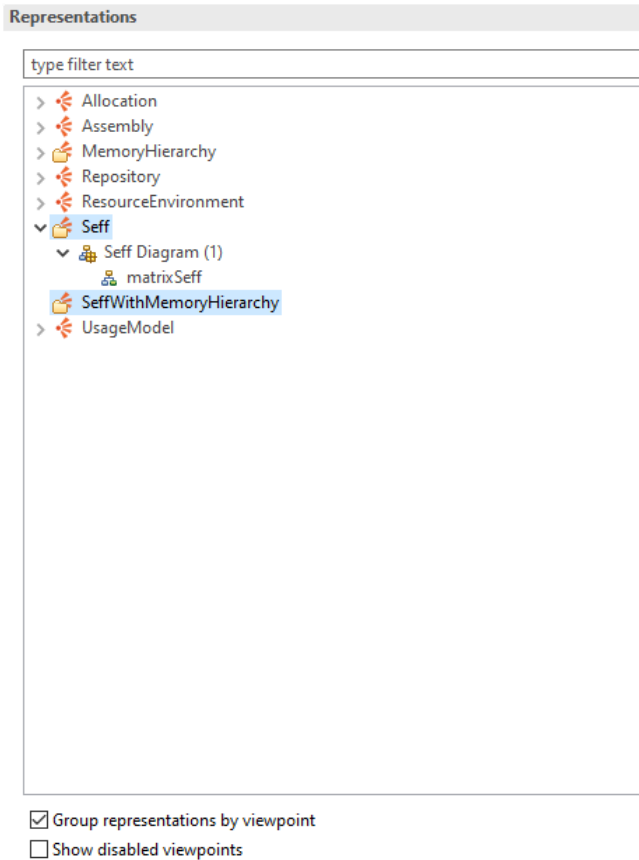 Representations
type filter text
Allocation
Assembly
MemoryHierarchy
Repository
ResourceEnvironment
Seff
Seff Diagram (1)
matrixSeff
SeffWithMemoryHierarchy
UsageModel
Group representations by viewpoint
Show disabled viewpoints